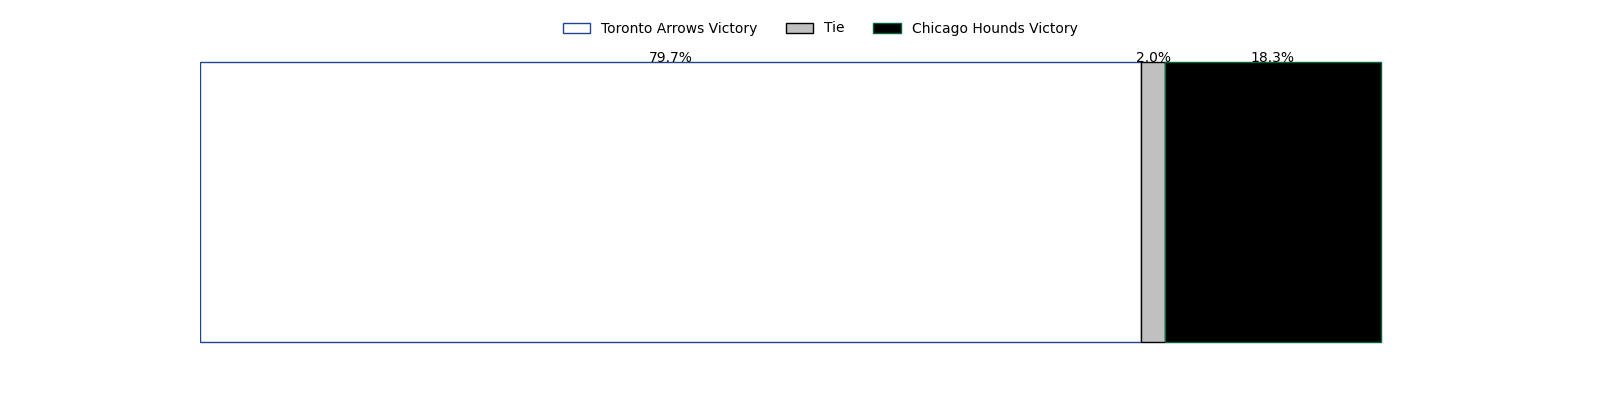 Toronto Arrows Victory Tie Chicago Hounds Victory
79.7% 2.0% 18.3%